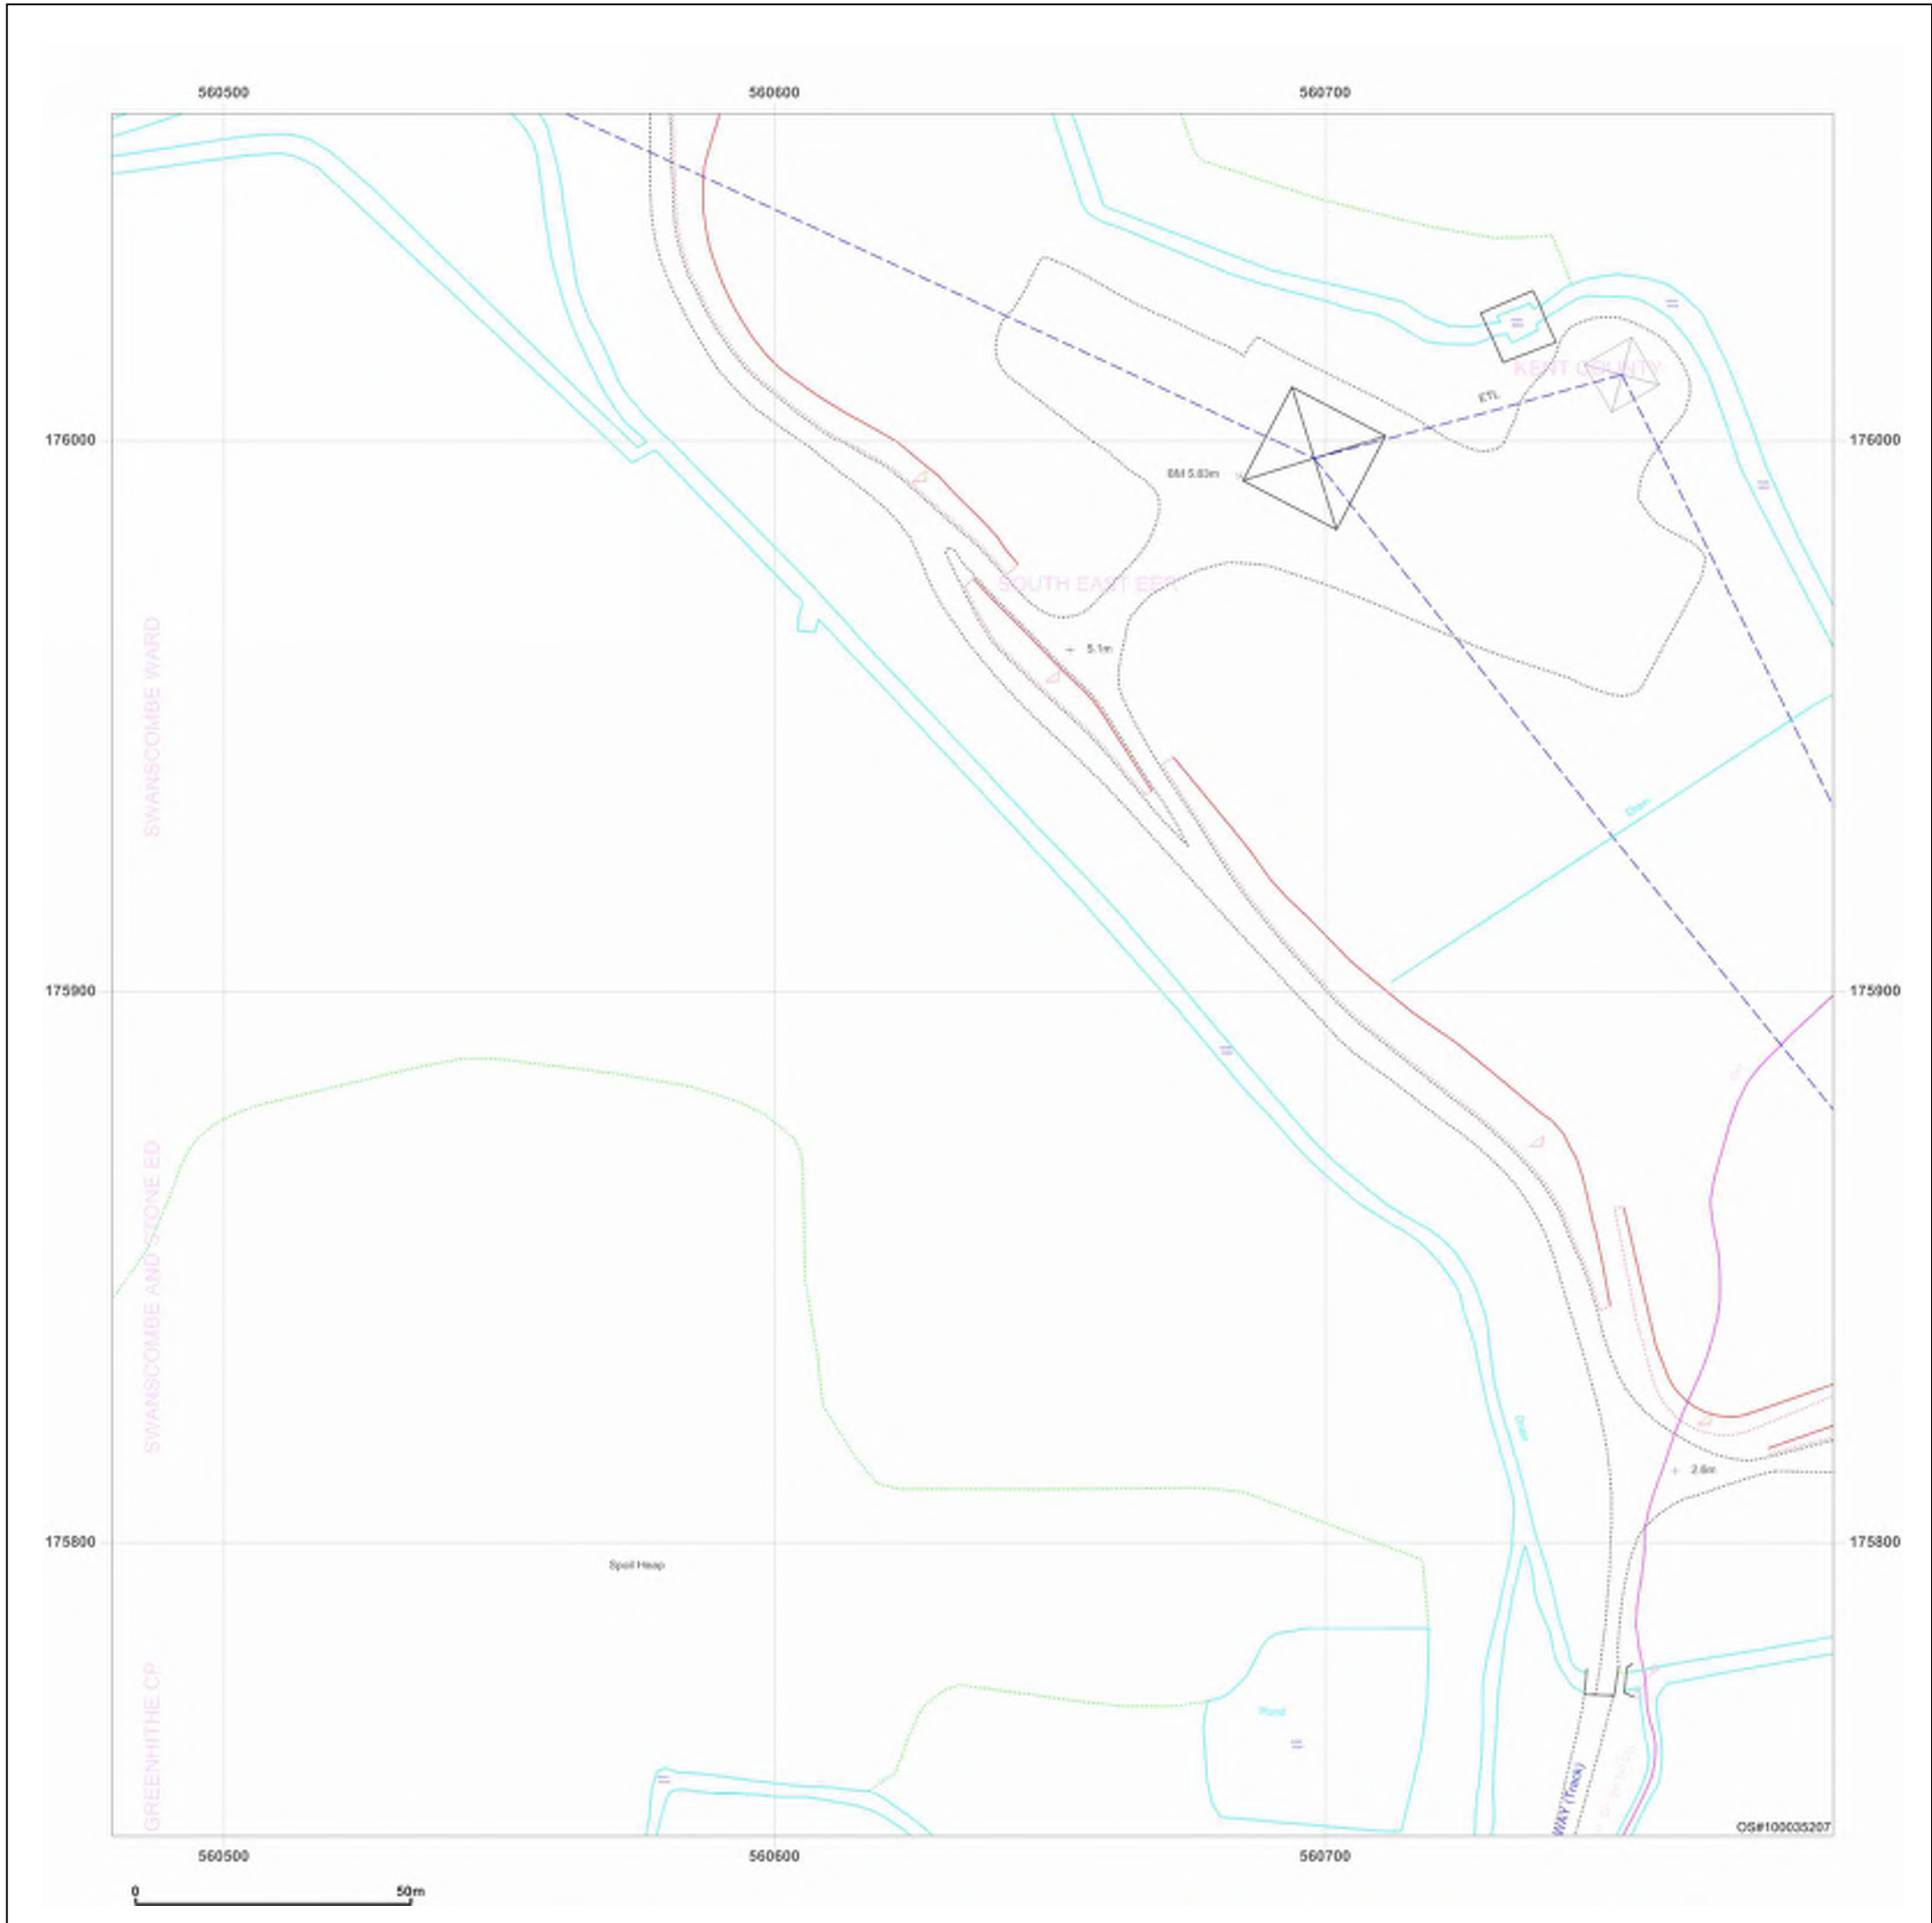 560500 560600 560700
KENT COUNTY
ETL
176000 176000
BM 5.83m
SOUTH EAST EER
5.1m
SWANSCOMBE WARD
Drain
175900 175900
SWANSCOMBE AND STONE ED
Drain
2.6m
175800 175800
Spoil Heap
GREENHITHE CP
Pond
WAY (Track)
OS#100035207
560500 560600 560700
0 50m